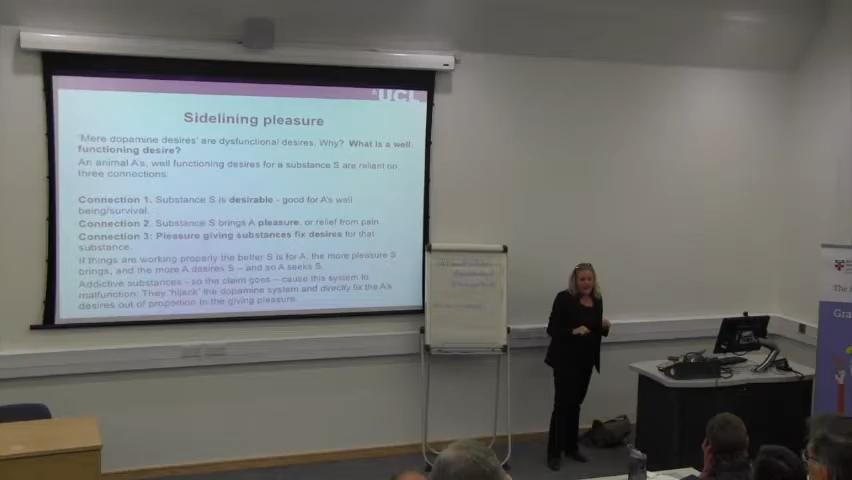 UCL
Sidelining pleasure
'Mere dopamine desires' are dysfunctional desires. Why? What is a well
functioning desire?
An animal A's, well functioning desires for a substance S are reliant on
three connections.
Connection 1. Substance S is desirable - good for A's well
being/survival.
Connection 2. Substance S brings A pleasure, or relief from pain.
Connection 3: Pleasure giving substances fix desires for that
substance.
If things are working properly the better S is for A, the more pleasure S
brings, and the more A desires S – and so A seeks S.
Addictive substances - so the claim goes – cause this system to
malfunction: They "hijack" the dopamine system and directly fix the A's
desires out of proportion to the giving pleasure.
The
Gra